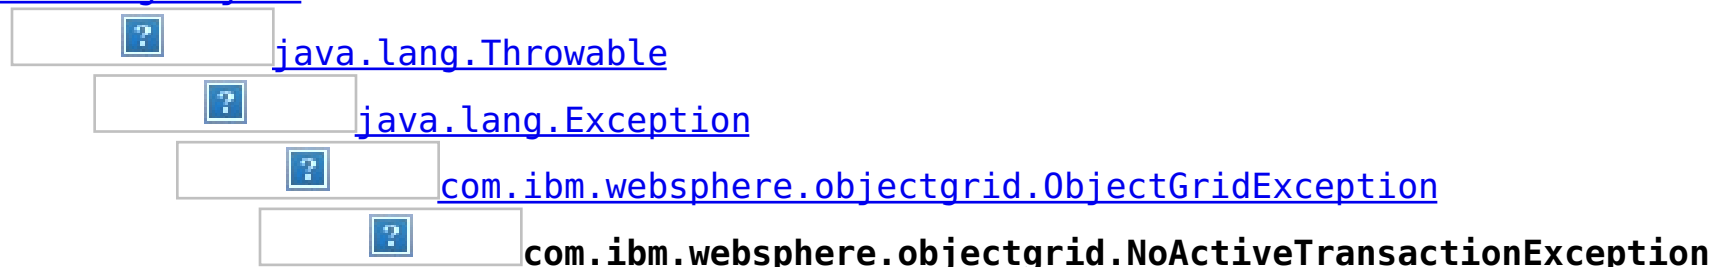 java.lang.Throwable
java.lang.Exception
com.ibm.websphere.objectgrid.ObjectGridException
com.ibm.websphere.objectgrid.NoActiveTransactionException